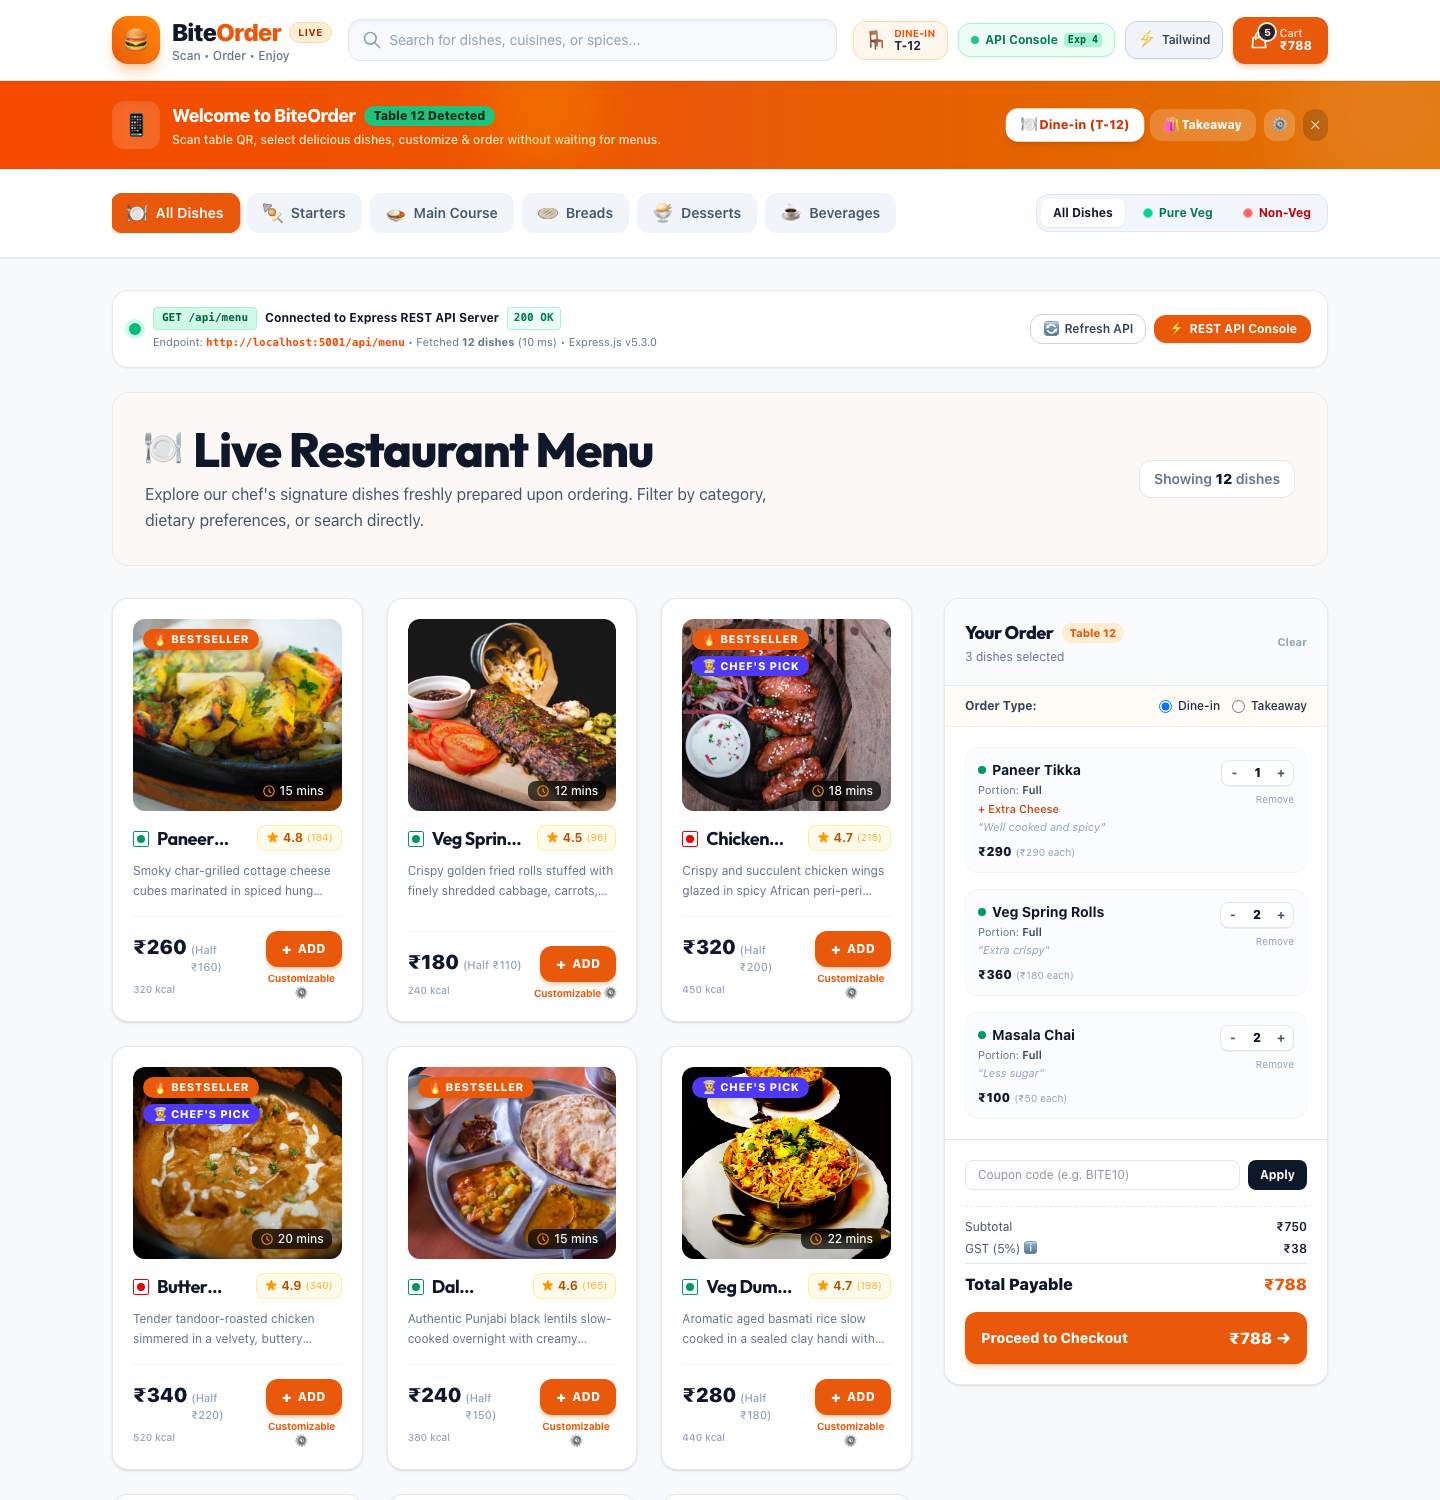 BiteOrder LIVE
Scan • Order • Enjoy
Search for dishes, cuisines, or spices...
DINE-IN
T-12
API Console Exp 4
Tailwind
5
Cart
₹788
Welcome to BiteOrder Table 12 Detected
Scan table QR, select delicious dishes, customize & order without waiting for menus.
Dine-in (T-12)
Takeaway
All Dishes
Starters
Main Course
Breads
Desserts
Beverages
All Dishes
Pure Veg
Non-Veg
GET /api/menu Connected to Express REST API Server 200 OK
Endpoint: http://localhost:5001/api/menu • Fetched 12 dishes (10 ms) • Express.js v5.3.0
Refresh API
REST API Console
Live Restaurant Menu
Explore our chef's signature dishes freshly prepared upon ordering. Filter by category,
dietary preferences, or search directly.
Showing 12 dishes
BESTSELLER
15 mins
Paneer... 4.8 (184)
Smoky char-grilled cottage cheese
cubes marinated in spiced hung...
₹260 (Half
₹160)
320 kcal
+ ADD
Customizable
12 mins
Veg Sprin... 4.5 (96)
Crispy golden fried rolls stuffed with
finely shredded cabbage, carrots,...
₹180 (Half ₹110)
240 kcal
+ ADD
Customizable
BESTSELLER
CHEF'S PICK
18 mins
Chicken... 4.7 (215)
Crispy and succulent chicken wings
glazed in spicy African peri-peri...
₹320 (Half
₹200)
450 kcal
+ ADD
Customizable
BESTSELLER
CHEF'S PICK
20 mins
Butter... 4.9 (340)
Tender tandoor-roasted chicken
simmered in a velvety, buttery...
₹340 (Half
₹220)
520 kcal
+ ADD
Customizable
BESTSELLER
15 mins
Dal... 4.6 (165)
Authentic Punjabi black lentils slow-
cooked overnight with creamy...
₹240 (Half
₹150)
380 kcal
+ ADD
Customizable
CHEF'S PICK
22 mins
Veg Dum... 4.7 (198)
Aromatic aged basmati rice slow
cooked in a sealed clay handi with...
₹280 (Half
₹180)
440 kcal
+ ADD
Customizable
Your Order Table 12
3 dishes selected
Clear
Order Type:
Dine-in
Takeaway
Paneer Tikka
- 1 +
Portion: Full
Remove
+ Extra Cheese
"Well cooked and spicy"
₹290 (₹290 each)
Veg Spring Rolls
- 2 +
Portion: Full
Remove
"Extra crispy"
₹360 (₹180 each)
Masala Chai
- 2 +
Portion: Full
Remove
"Less sugar"
₹100 (₹50 each)
Coupon code (e.g. BITE10)
Apply
Subtotal ₹750
GST (5%) ₹38
Total Payable ₹788
Proceed to Checkout ₹788 →